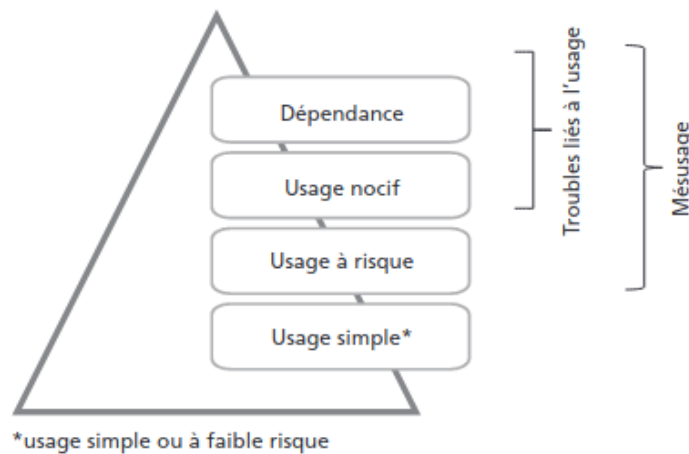 Dépendance
Usage nocif
Usage à risque
Usage simple*
Troubles liés à l'usage
Mésusage
*usage simple ou à faible risque